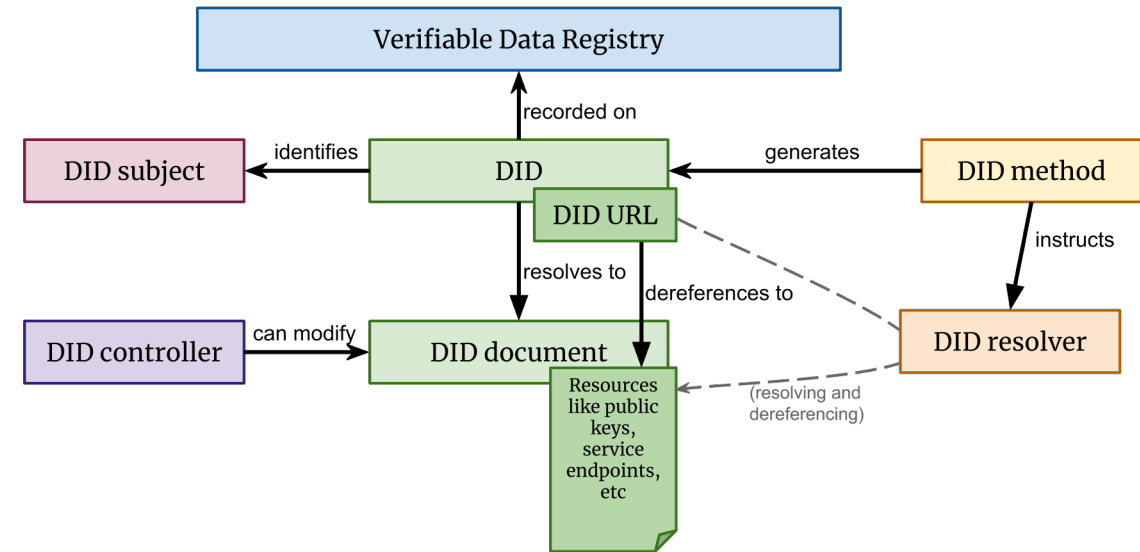 Verifiable Data Registry
recorded on
DID subject
identifies
DID
generates
DID method
DID URL
instructs
resolves to
dereferences to
DID controller
can modify
DID document
DID resolver
Resources
like public
keys,
service
endpoints,
etc
(resolving and
dereferencing)